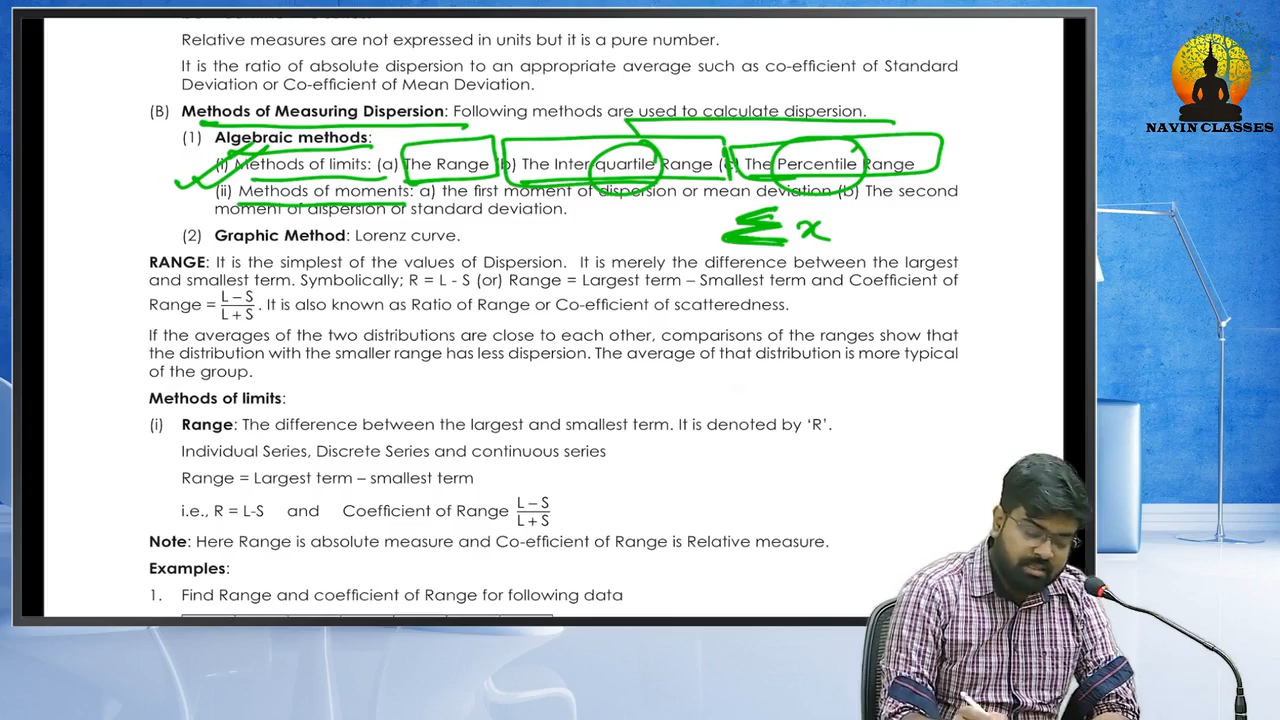 Relative measures are not expressed in units but it is a pure number.
It is the ratio of absolute dispersion to an appropriate average such as co-efficient of Standard
Deviation or Co-efficient of Mean Deviation.
(B) Methods of Measuring Dispersion: Following methods are used to calculate dispersion.
(1) Algebraic methods:
(i) Methods of limits: (a) The Range (b) The Inter-quartile Range (c) The Percentile Range
(ii) Methods of moments: a) the first moment of dispersion or mean deviation (b) The second
moment of dispersion or standard deviation.
Σ x
(2) Graphic Method: Lorenz curve.
RANGE: It is the simplest of the values of Dispersion. It is merely the difference between the largest
and smallest term. Symbolically; R = L - S (or) Range = Largest term – Smallest term and Coefficient of
Range = L – S / L + S. It is also known as Ratio of Range or Co-efficient of scatteredness.
If the averages of the two distributions are close to each other, comparisons of the ranges show that
the distribution with the smaller range has less dispersion. The average of that distribution is more typical
of the group.
Methods of limits:
(i) Range: The difference between the largest and smallest term. It is denoted by ‘R’.
Individual Series, Discrete Series and continuous series
Range = Largest term – smallest term
i.e., R = L-S and Coefficient of Range L – S / L + S
Note: Here Range is absolute measure and Co-efficient of Range is Relative measure.
Examples:
1. Find Range and coefficient of Range for following data
NAVIN CLASSES